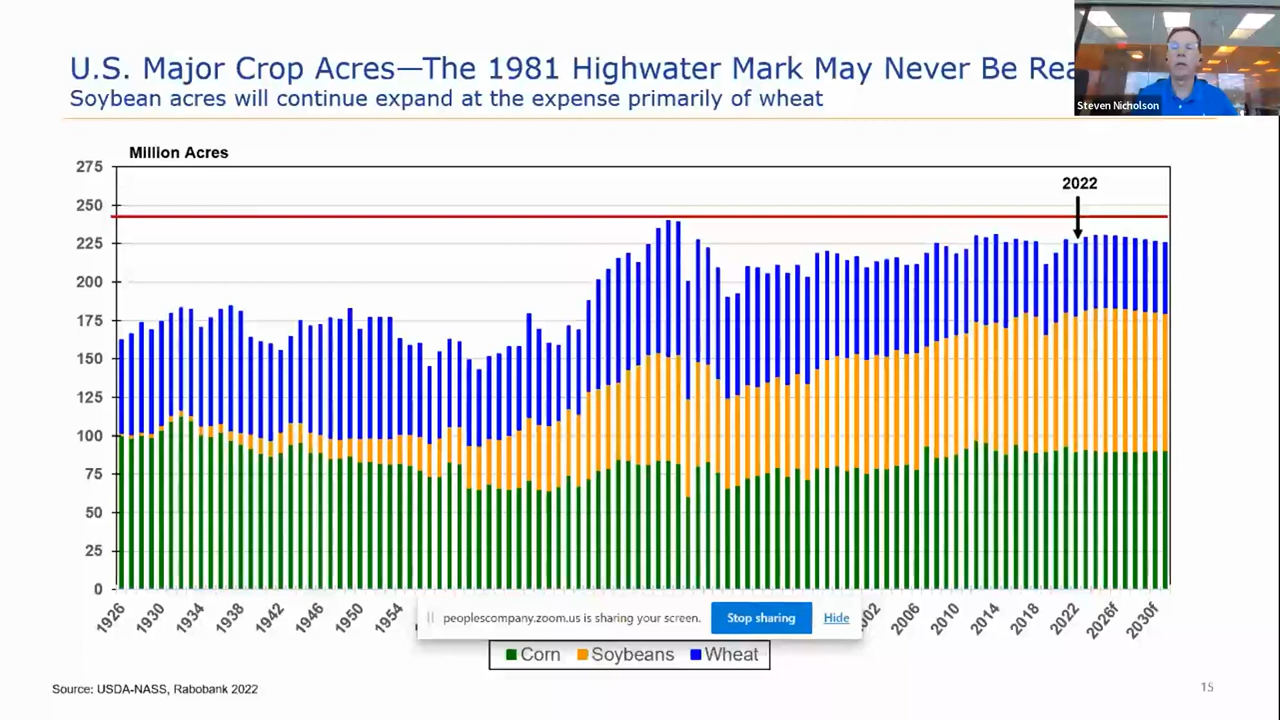 U.S. Major Crop Acres—The 1981 Highwater Mark May Never Be
Soybean acres will continue expand at the expense primarily of wheat
Steven Nicholson
Million Acres
2022
275
250
225
200
175
150
125
100
75
50
25
0
1926
1930
1934
1938
1942
1946
1950
1954
2002
2006
2010
2014
2018
2022
2026f
2030f
peoplescompany.zoom.us is sharing your screen.
Stop sharing
Hide
Corn
Soybeans
Wheat
Source: USDA-NASS, Rabobank 2022
15